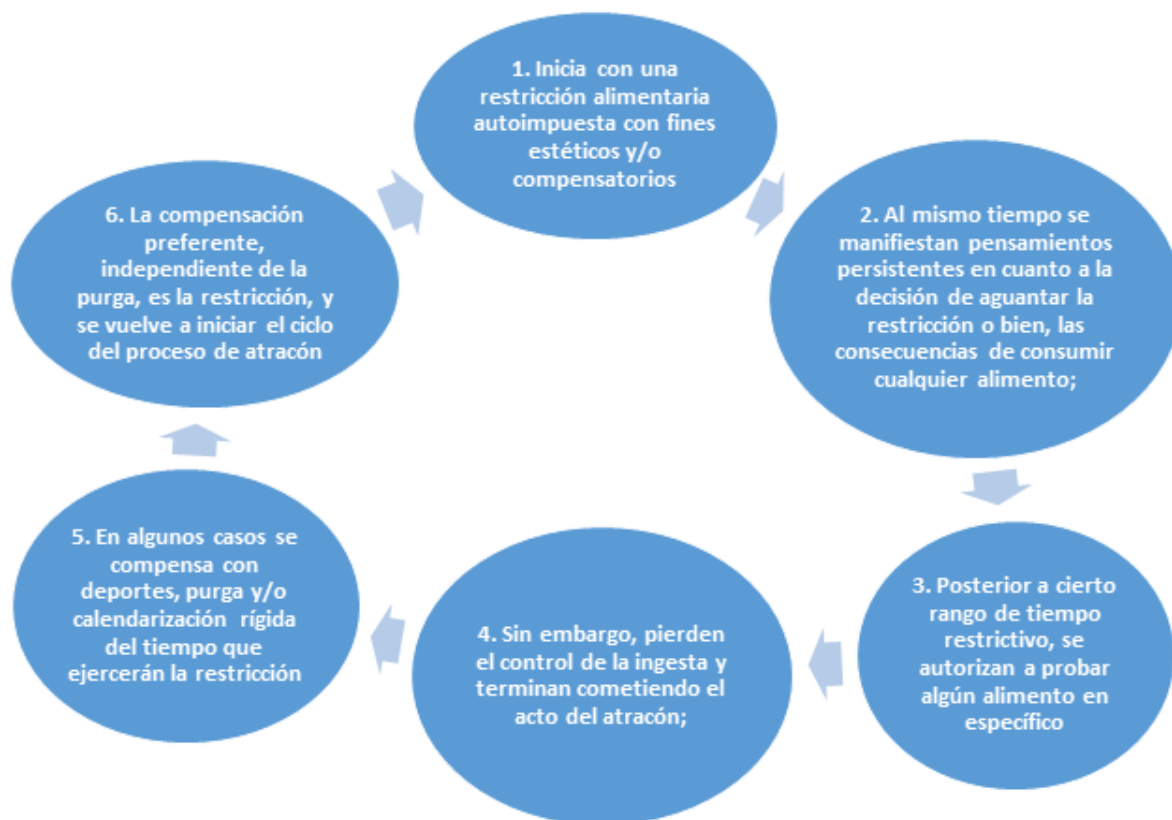 1. Inicia con una
restricción alimentaria
autoimpuesta con fines
estéticos y/o
compensatorios
2. Al mismo tiempo se
manifiestan pensamientos
persistentes en cuanto a la
decisión de aguantar la
restricción o bien, las
consecuencias de consumir
cualquier alimento;
3. Posterior a cierto
rango de tiempo
restrictivo, se
autorizan a probar
algún alimento en
específico
4. Sin embargo, pierden
el control de la ingesta y
terminan cometiendo el
acto del atracón;
5. En algunos casos se
compensa con
deportes, purga y/o
calendarización rígida
del tiempo que
ejercerán la restricción
6. La compensación
preferente,
independiente de la
purga, es la restricción, y
se vuelve a iniciar el ciclo
del proceso de atracón